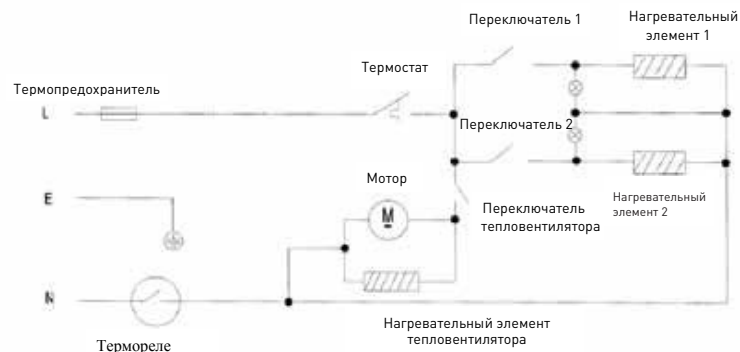 Переключатель 1
Нагревательный
элемент 1
Термостат
Термопредохранитель
L
Переключатель 2
Мотор
E
M
Переключатель
тепловентилятора
Нагревательный
элемент 2
N
Нагревательный элемент
тепловентилятора
Термореле